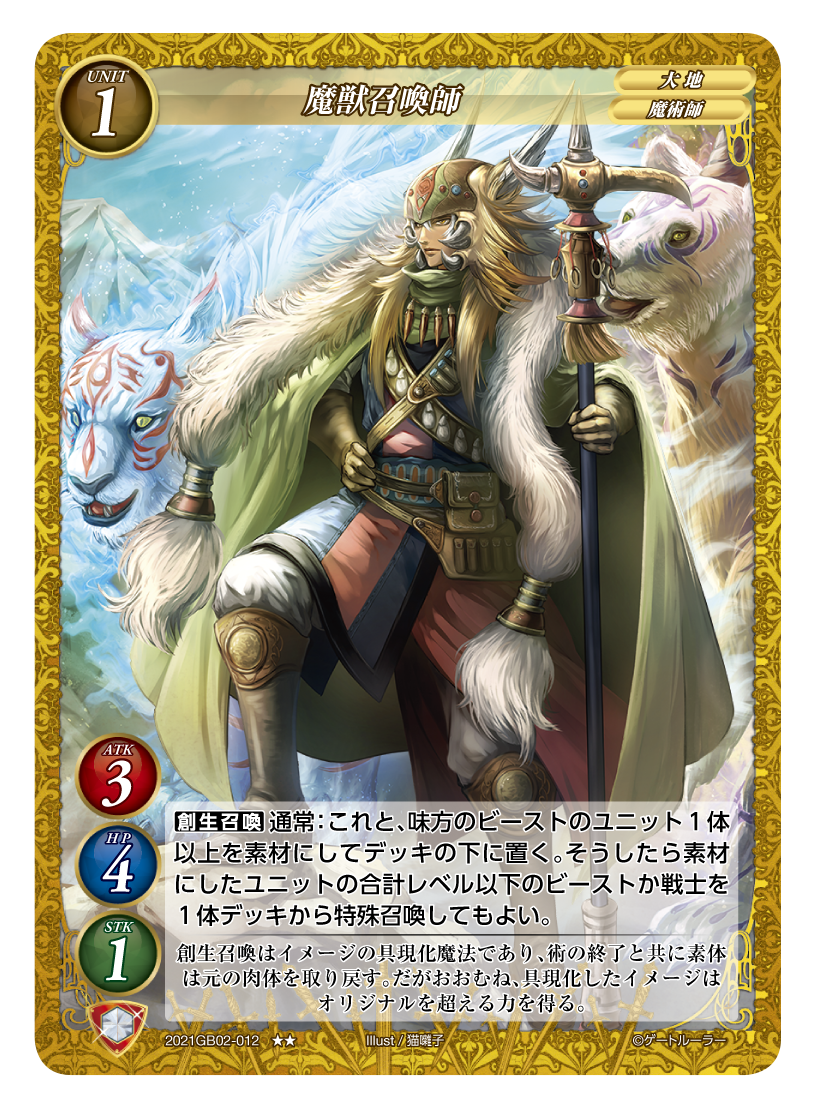 UNIT
1
魔獣召喚師
大地
魔術師
ATK
3
HP
4
STK
1
創生召喚 通常：これと、味方のビーストのユニット１体
以上を素材にしてデッキの下に置く。そうしたら素材
にしたユニットの合計レベル以下のビーストか戦士を
１体デッキから特殊召喚してもよい。
創生召喚はイメージの具現化魔法であり、術の終了と共に素体
は元の肉体を取り戻す。だがおおむね、具現化したイメージは
オリジナルを超える力を得る。
2021GB02-012 ★★ Illust / 猫囃子 ©ゲートルーラー